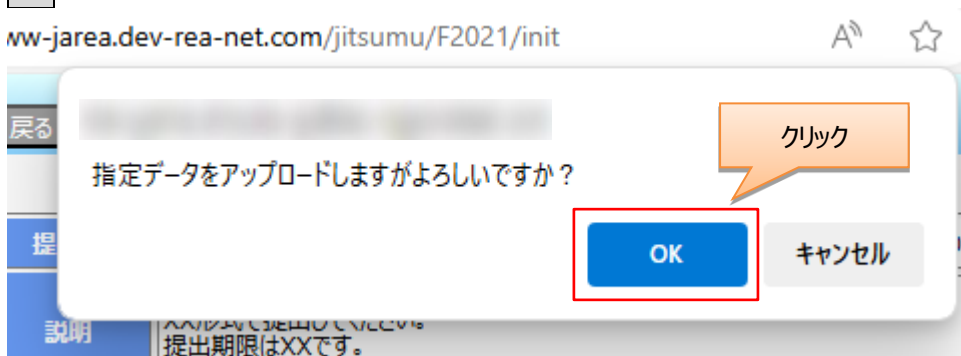 ww-jarea.dev-rea-net.com/jitsumu/F2021/init
戻る
クリック
指定データをアップロードしますがよろしいですか？
提
OK
キャンセル
説明
提出期限はXXです。